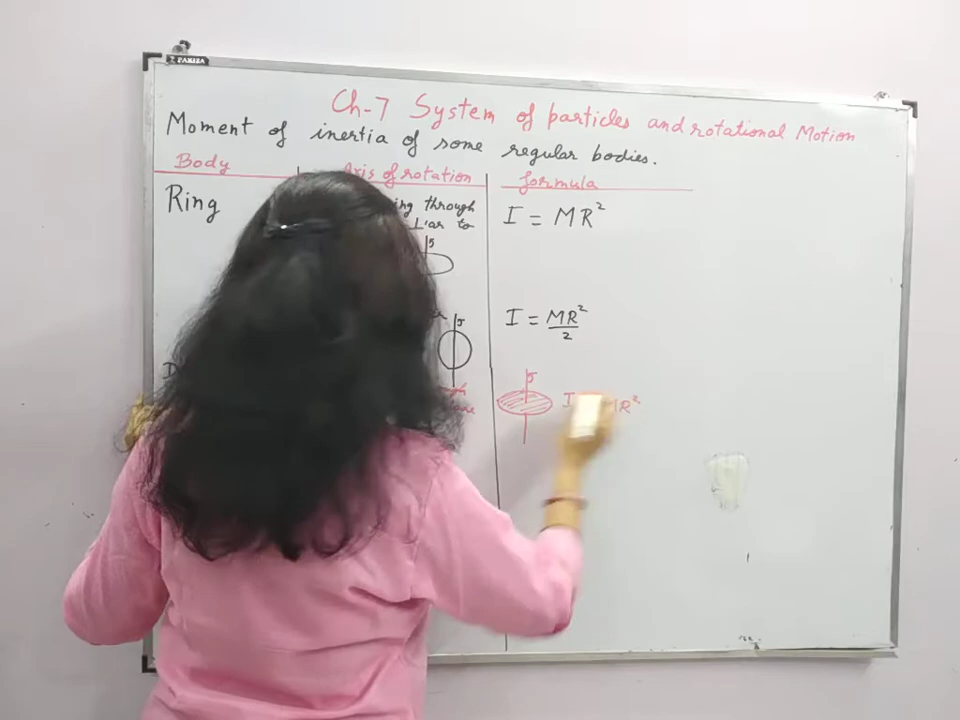 Ch-7 System of particles and rotational Motion
Moment of inertia of some regular bodies.
Body Axis of rotation formula
Ring through I = MR²
⊥'ar to
I = MR²/2
I MR²